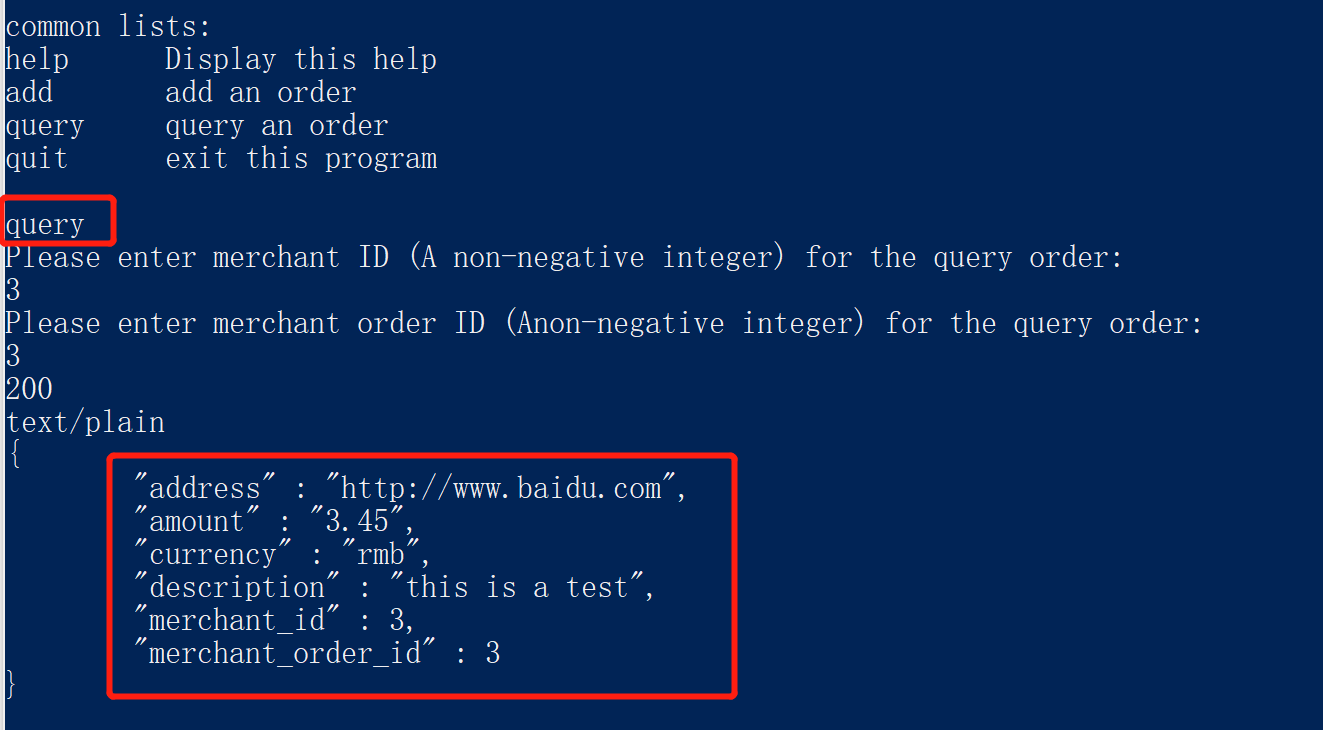 common lists:
help      Display this help
add       add an order
query     query an order
quit      exit this program
query
Please enter merchant ID (A non-negative integer) for the query order:
3
Please enter merchant order ID (Anon-negative integer) for the query order:
3
200
text/plain
{
        "address" : "http://www.baidu.com",
        "amount" : "3.45",
        "currency" : "rmb",
        "description" : "this is a test",
        "merchant_id" : 3,
        "merchant_order_id" : 3
}